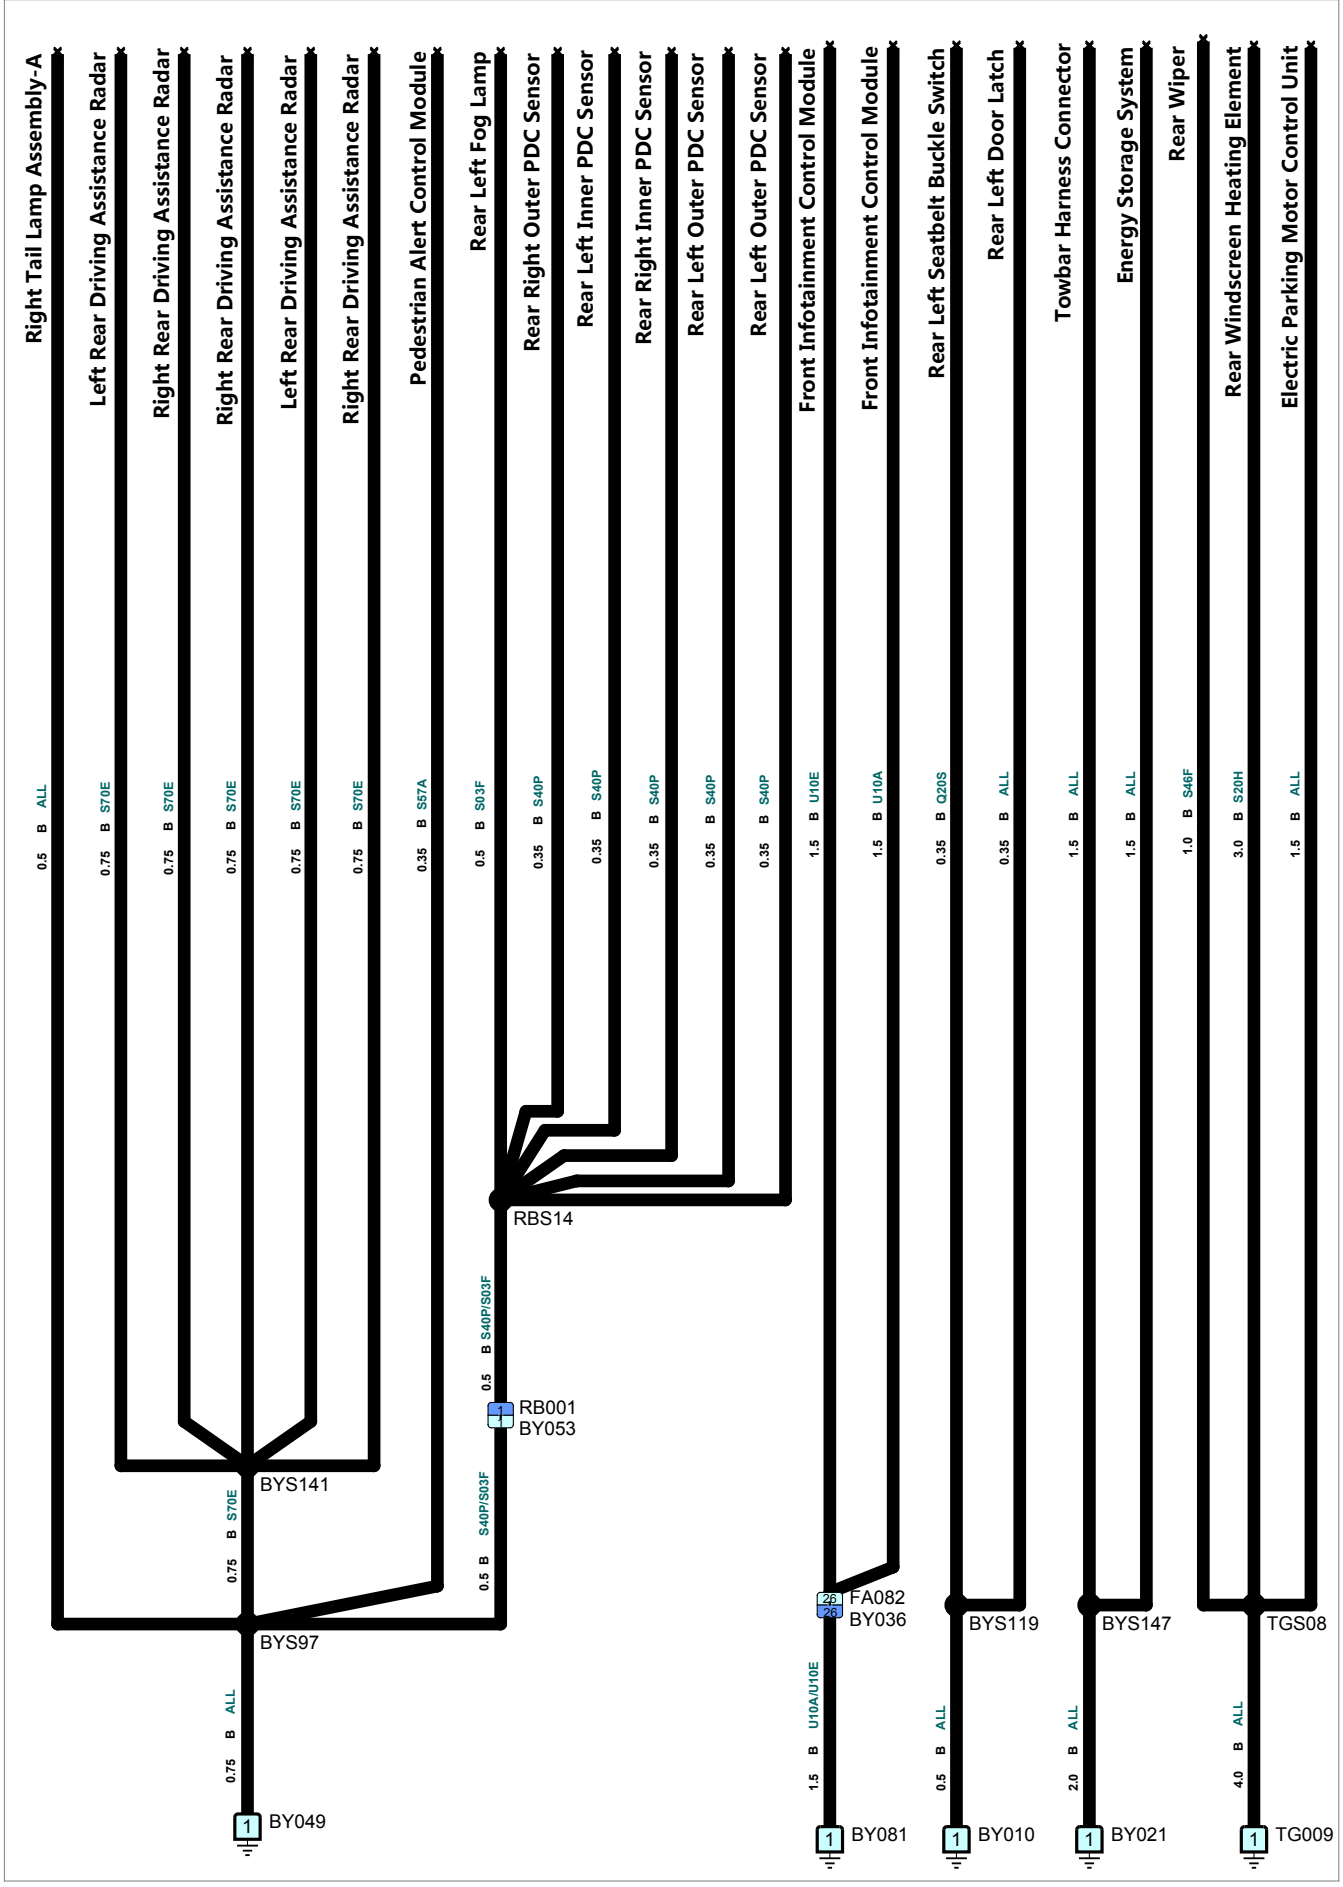 Right Tail Lamp Assembly-A
Left Rear Driving Assistance Radar
Right Rear Driving Assistance Radar
Right Rear Driving Assistance Radar
Left Rear Driving Assistance Radar
Right Rear Driving Assistance Radar
Pedestrian Alert Control Module
Rear Left Fog Lamp
Rear Right Outer PDC Sensor
Rear Left Inner PDC Sensor
Rear Right Inner PDC Sensor
Rear Left Outer PDC Sensor
Rear Left Outer PDC Sensor
Front Infotainment Control Module
Front Infotainment Control Module
Rear Left Seatbelt Buckle Switch
Rear Left Door Latch
Towbar Harness Connector
Energy Storage System
Rear Wiper
Rear Windscreen Heating Element
Electric Parking Motor Control Unit
0.5 B ALL
0.75 B S70E
0.75 B S70E
0.75 B S70E
0.75 B S70E
0.75 B S70E
0.35 B S57A
0.5 B S03F
0.35 B S40P
0.35 B S40P
0.35 B S40P
0.35 B S40P
0.35 B S40P
1.5 B U10E
1.5 B U10A
0.35 B Q20S
0.35 B ALL
1.5 B ALL
1.5 B ALL
1.0 B S46F
3.0 B S20H
1.5 B ALL
RBS14
0.5 B S40P/S03F
1 RB001
1 BY053
BYS141
0.75 B S70E
0.5 B S40P/S03F
26 FA082
26 BY036
BYS97
BYS119
BYS147
TGS08
0.75 B ALL
1.5 B U10A/U10E
0.5 B ALL
2.0 B ALL
4.0 B ALL
1 BY049
1 BY081
1 BY010
1 BY021
1 TG009